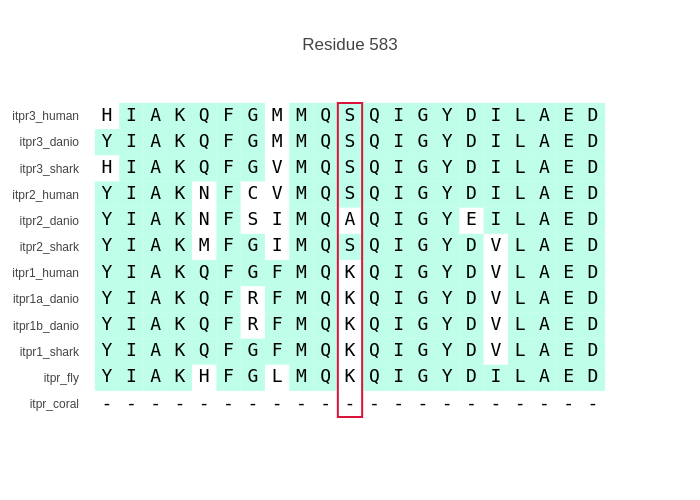 Residue 583
itpr3_human H I A K Q F G M M Q S Q I G Y D I L A E D
itpr3_danio Y I A K Q F G M M Q S Q I G Y D I L A E D
itpr3_shark H I A K Q F G V M Q S Q I G Y D I L A E D
itpr2_human Y I A K N F C V M Q S Q I G Y D I L A E D
itpr2_danio Y I A K N F S I M Q A Q I G Y E I L A E D
itpr2_shark Y I A K M F G I M Q S Q I G Y D V L A E D
itpr1_human Y I A K Q F G F M Q K Q I G Y D V L A E D
itpr1a_danio Y I A K Q F R F M Q K Q I G Y D V L A E D
itpr1b_danio Y I A K Q F R F M Q K Q I G Y D V L A E D
itpr1_shark Y I A K Q F G F M Q K Q I G Y D V L A E D
itpr_fly Y I A K H F G L M Q K Q I G Y D I L A E D
itpr_coral - - - - - - - - - - - - - - - - - - - - -